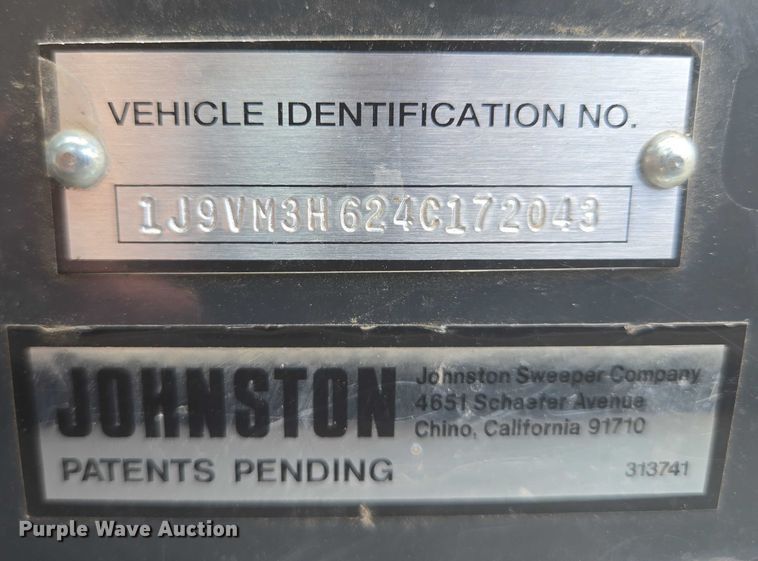 VEHICLE IDENTIFICATION NO.
1J9VM3H624C172043
JOHNSTON
Johnston Sweeper Company
4651 Schaefer Avenue
Chino, California 91710
PATENTS PENDING
313741
Purple Wave Auction